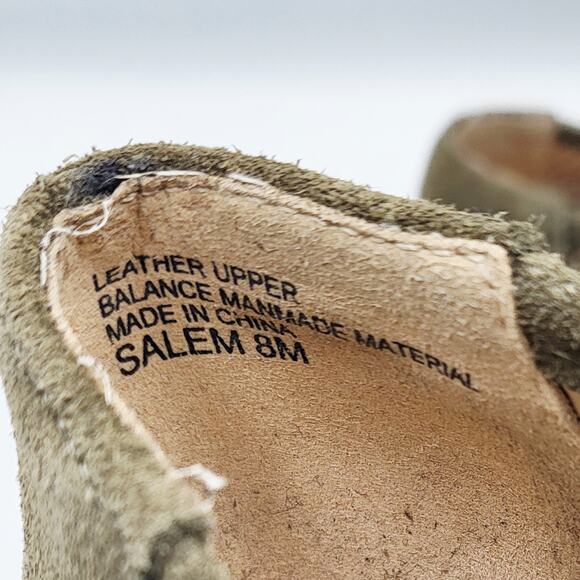 LEATHER UPPER
BALANCE MANMADE MATERIAL
MADE IN CHINA
SALEM 8M